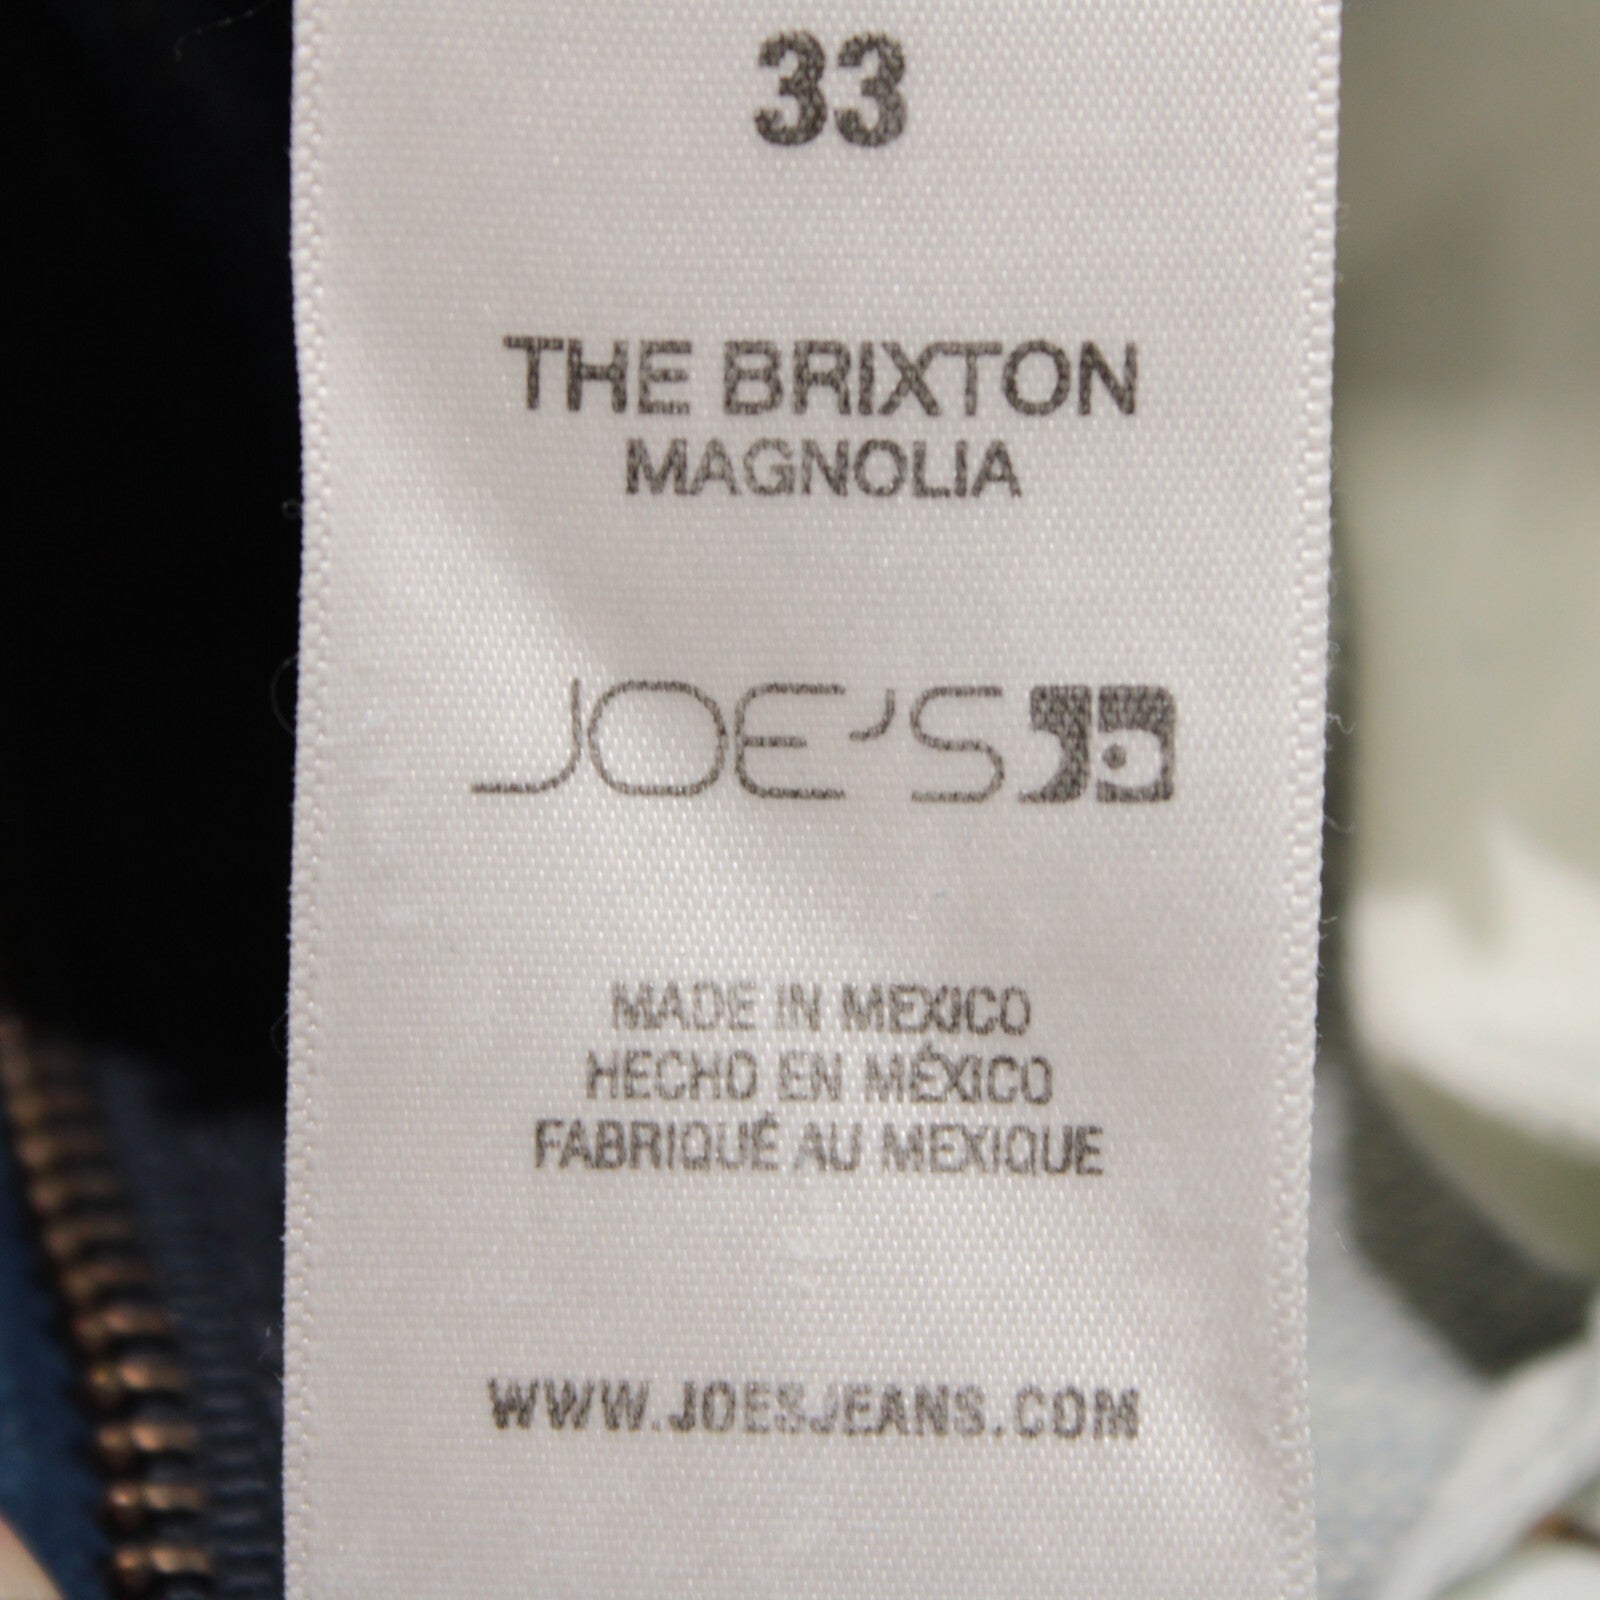 33
THE BRIXTON
MAGNOLIA
JOE'S
MADE IN MEXICO
HECHO EN MÉXICO
FABRIQUÉ AU MEXIQUE
WWW.JOESJEANS.COM